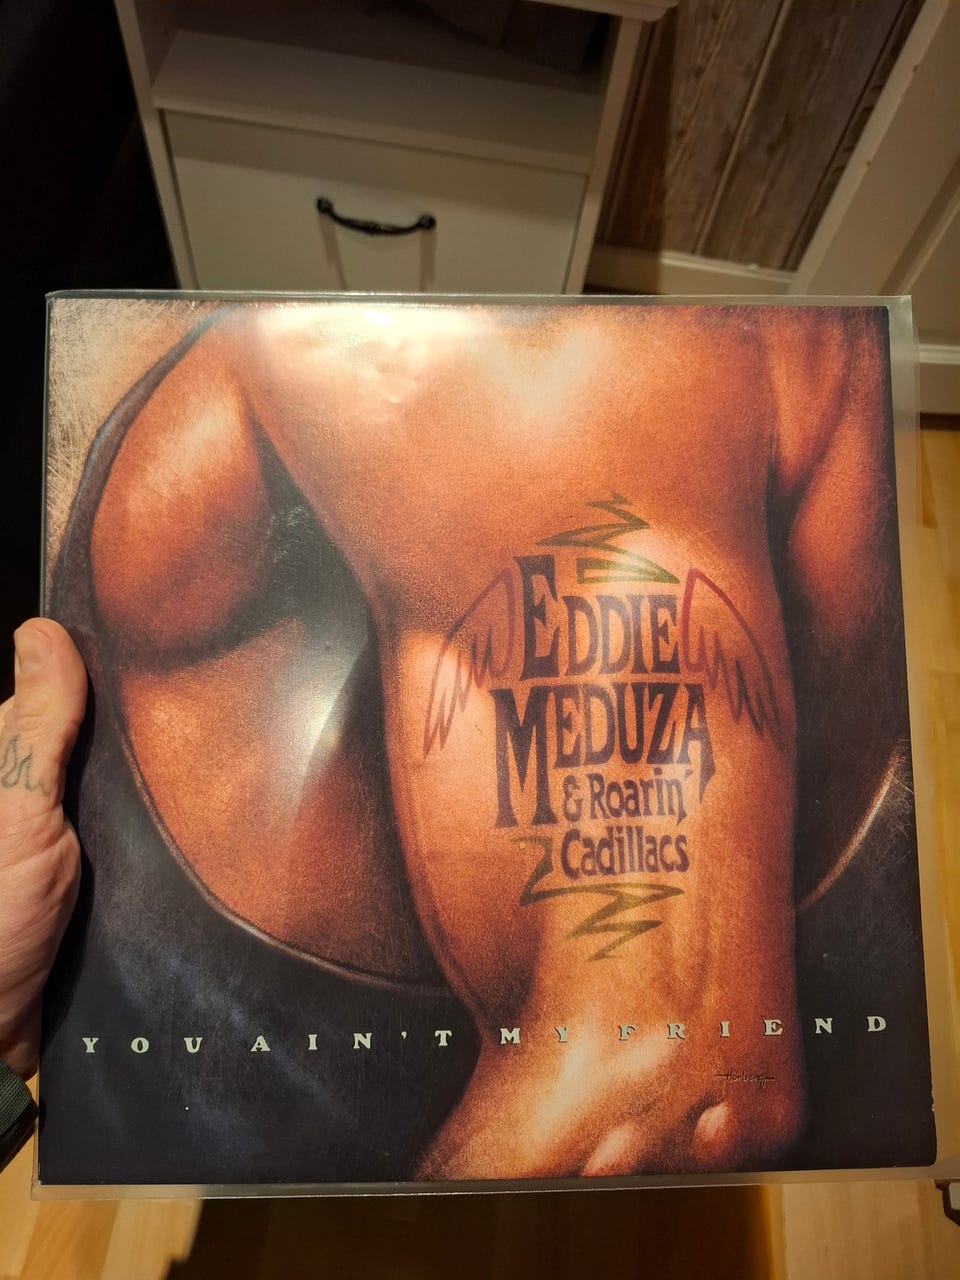 EDDIE
MEDUZA
& Roarin'
Cadillacs
YOU AIN'T MY FRIEND